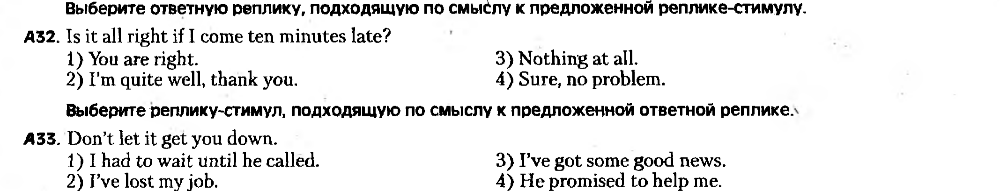 Выберите ответную реплику, подходящую по смыслу к предложенной реплике-стимулу.
А32. Is it all right if I come ten minutes late?
1) You are right.
3) Nothing at all.
2) I'm quite well, thank you.
4) Sure, no problem.
Выберите реплику-стимул, подходящую по смыслу к предложенной ответной реплике.
А33. Don't let it get you down.
1) I had to wait until he called.
3) I've got some good news.
2) I've lost my job.
4) He promised to help me.